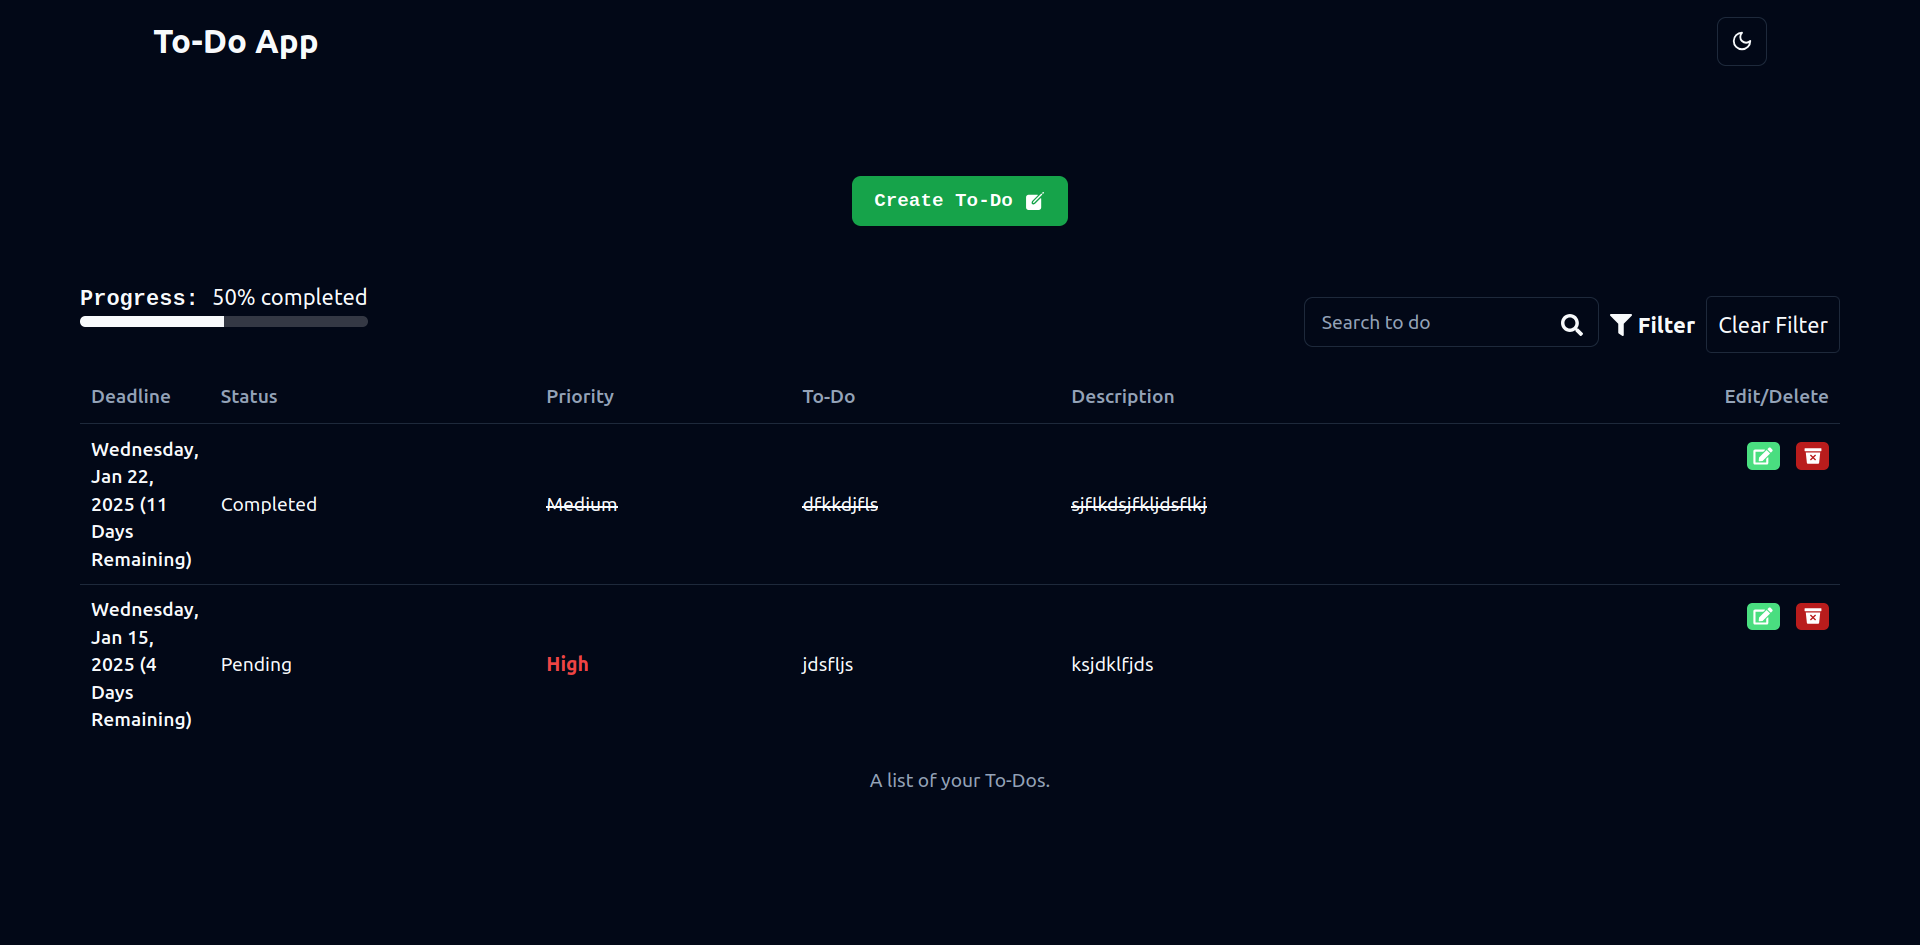 To-Do App
Create To-Do
Progress: 50% completed
Search to do
Filter
Clear Filter
Deadline Status Priority To-Do Description Edit/Delete
Wednesday,
Jan 22,
2025 (11
Days
Remaining)
Completed
Medium
dfkkdjfls
sjflkdsjfkljdsflkj
Wednesday,
Jan 15,
2025 (4
Days
Remaining)
Pending
High
jdsfljs
ksjdklfjds
A list of your To-Dos.